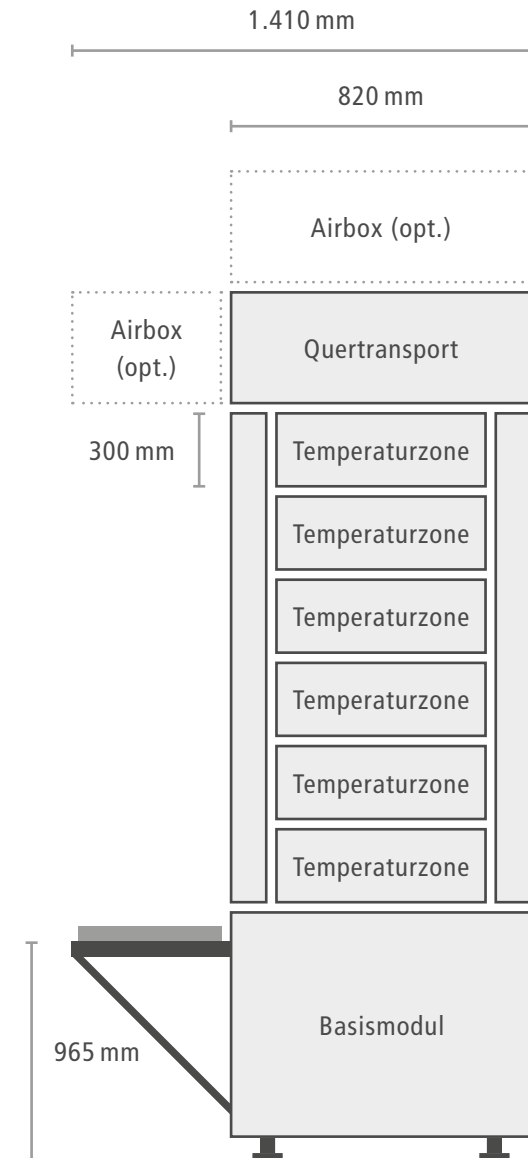 1.410 mm
820 mm
Airbox (opt.)
Airbox
(opt.)
Quertransport
300 mm
Temperaturzone
Temperaturzone
Temperaturzone
Temperaturzone
Temperaturzone
Temperaturzone
965 mm
Basismodul